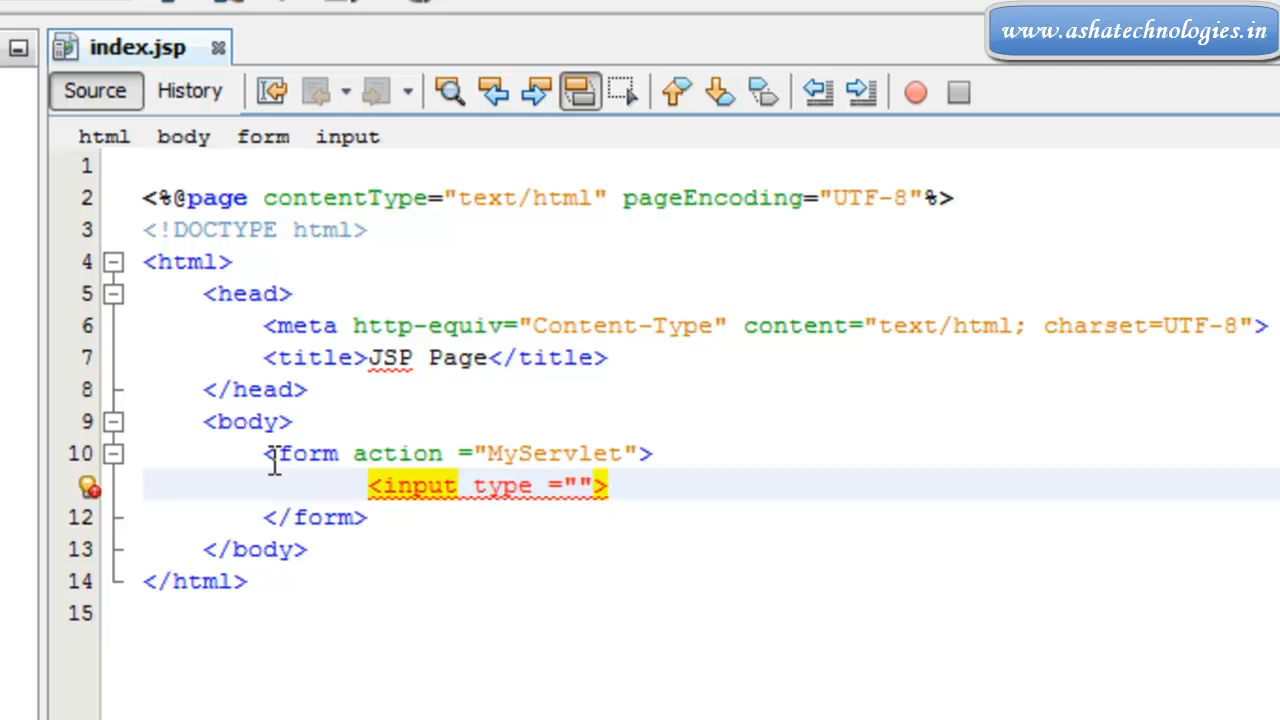 www.ashatechnologies.in
index.jsp
Source History
html body form input
1
2 <%@page contentType="text/html" pageEncoding="UTF-8"%>
3 <!DOCTYPE html>
4 <html>
5 <head>
6 <meta http-equiv="Content-Type" content="text/html; charset=UTF-8">
7 <title>JSP Page</title>
8 </head>
9 <body>
10 <form action ="MyServlet">
<input type ="">
12 </form>
13 </body>
14 </html>
15